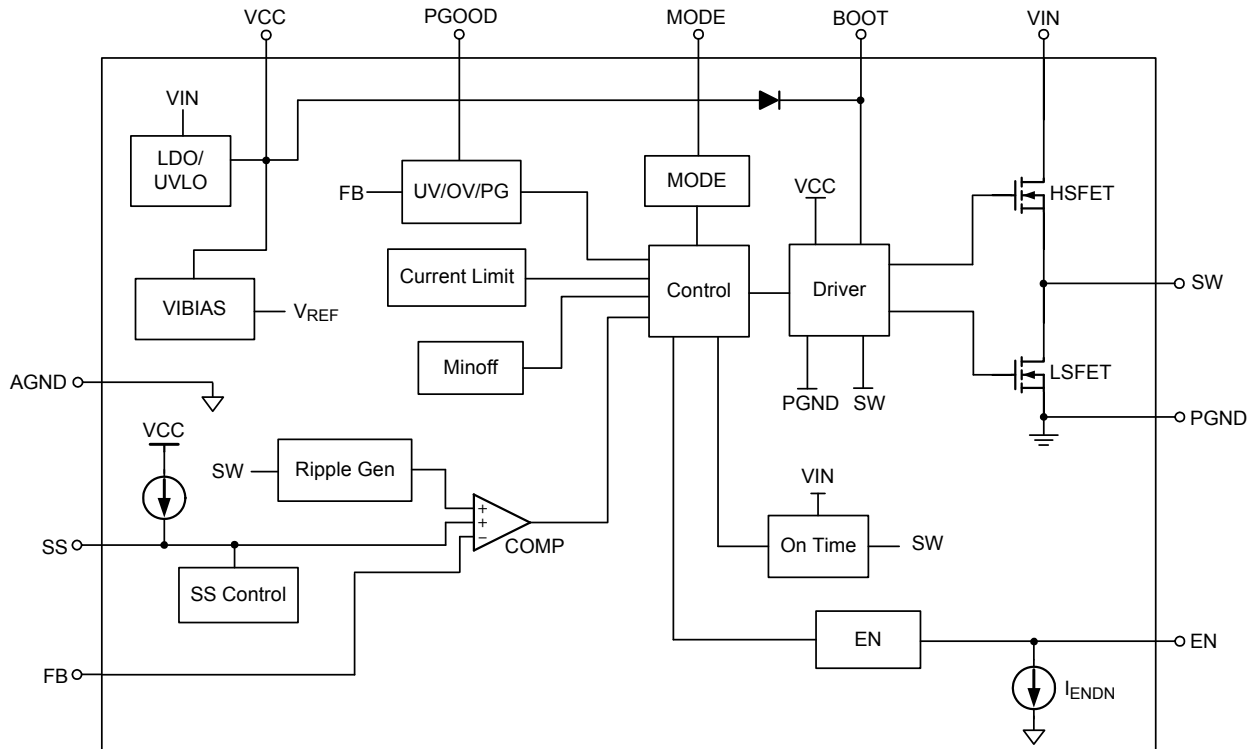 VCC
PGOOD
MODE
BOOT
VIN
VIN
LDO/
UVLO
FB
UV/OV/PG
MODE
VCC
HSFET
VIBIAS
VREF
Current Limit
Control
Driver
SW
Minoff
LSFET
AGND
PGND
SW
PGND
VCC
SW
Ripple Gen
+
+
−
COMP
VIN
On Time
SW
SS
SS Control
EN
EN
FB
IENDN